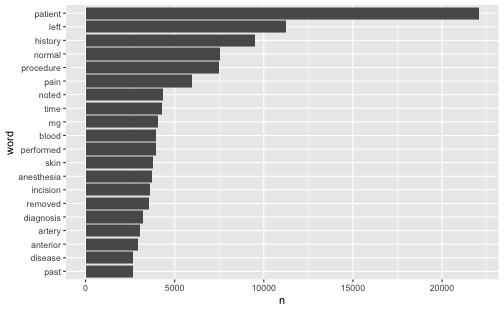 patient
left
history
normal
procedure
pain
noted
time
mg
blood
performed
skin
anesthesia
incision
removed
diagnosis
artery
anterior
disease
past
word
0 5000 10000 15000 20000
n